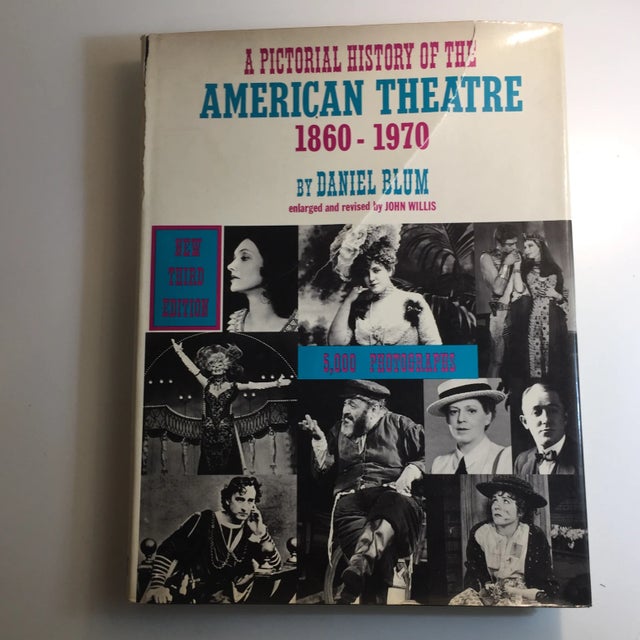 A PICTORIAL HISTORY OF THE
AMERICAN THEATRE
1860 - 1970
BY DANIEL BLUM
enlarged and revised by JOHN WILLIS
NEW
THIRD
EDITION
5,000 PHOTOGRAPHS